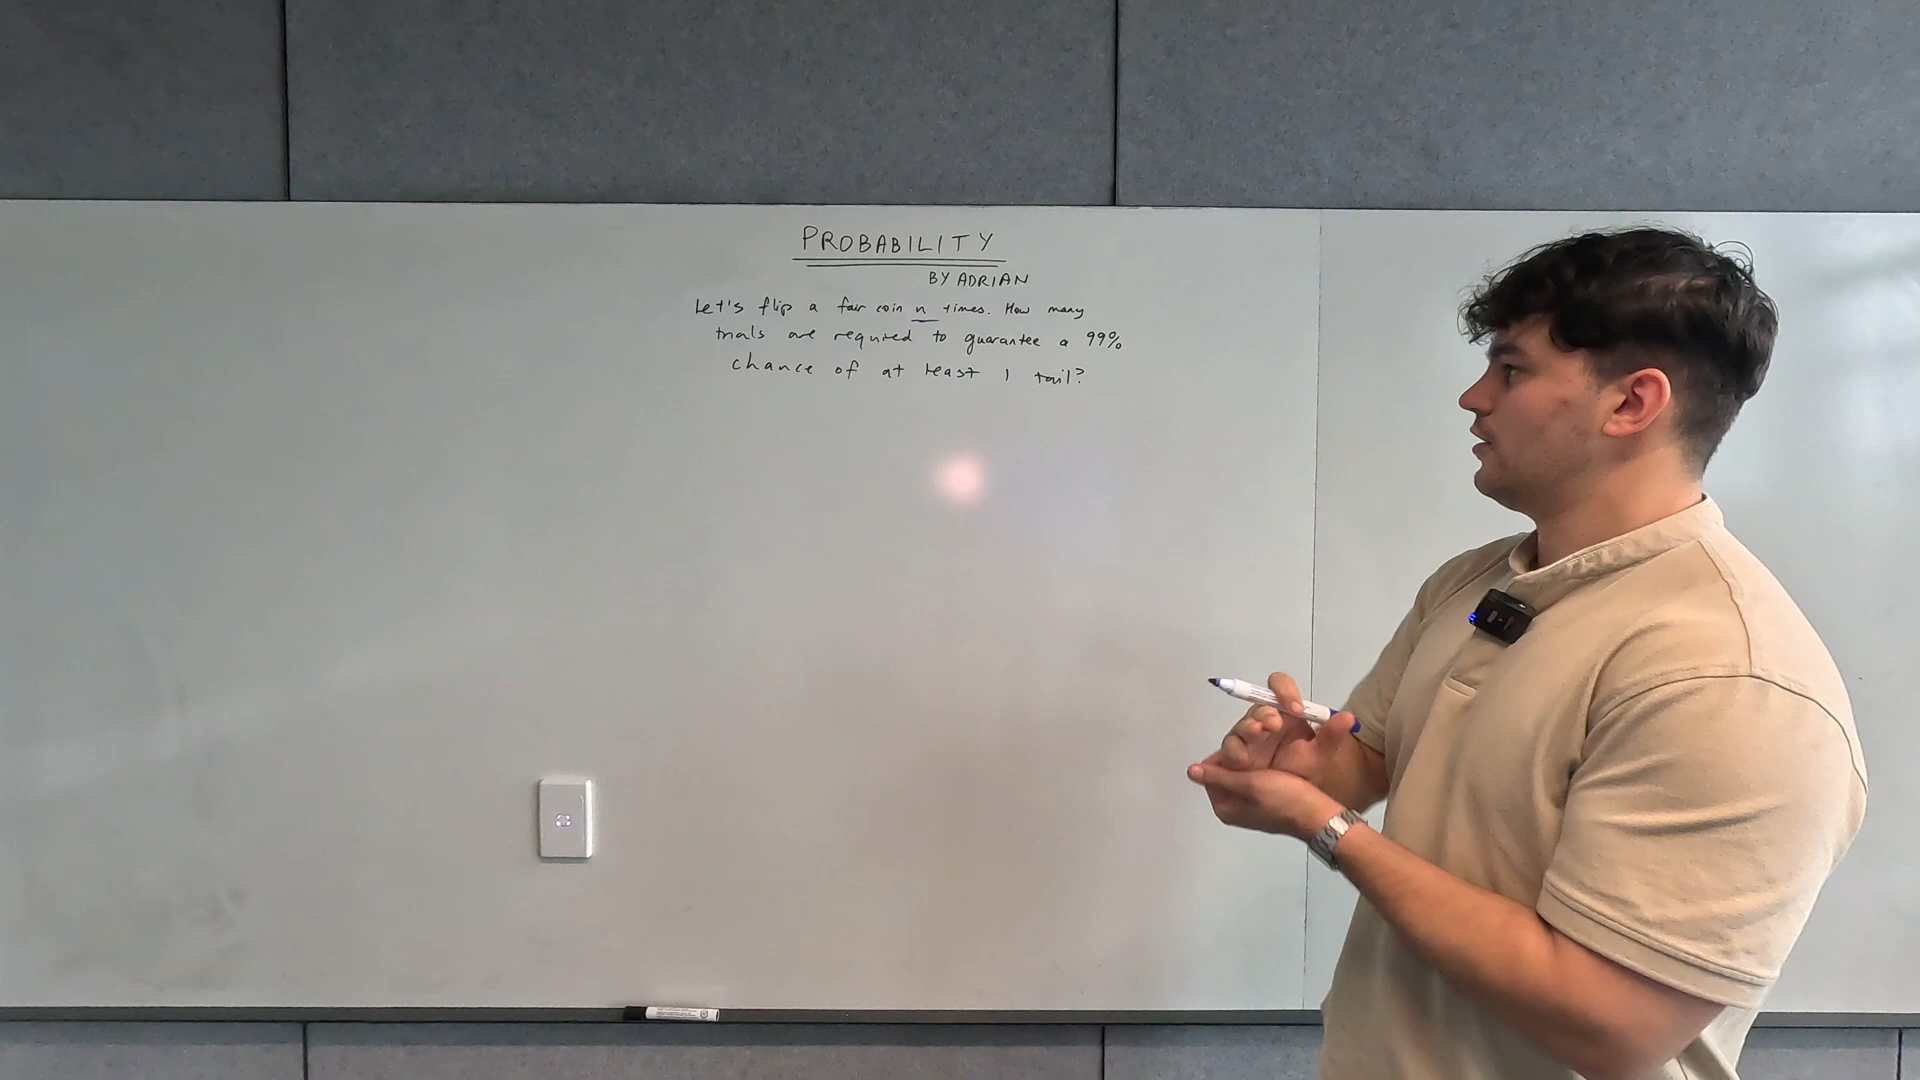 PROBABILITY
BY ADRIAN
Let's flip a fair coin n times. How many
trials are required to guarantee a 99%
chance of at least 1 tail?